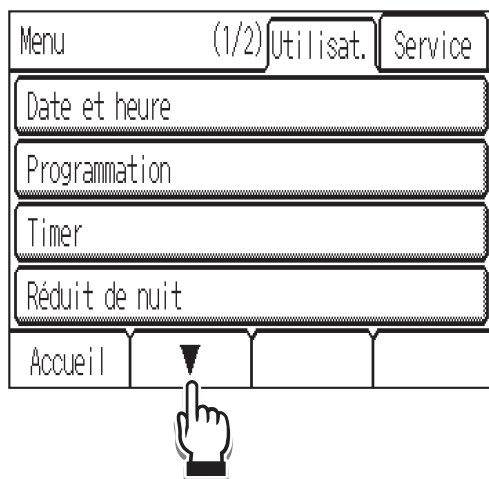 Menu (1/2) Utilisat. Service
Date et heure
Programmation
Timer
Réduit de nuit
Accueil ▼